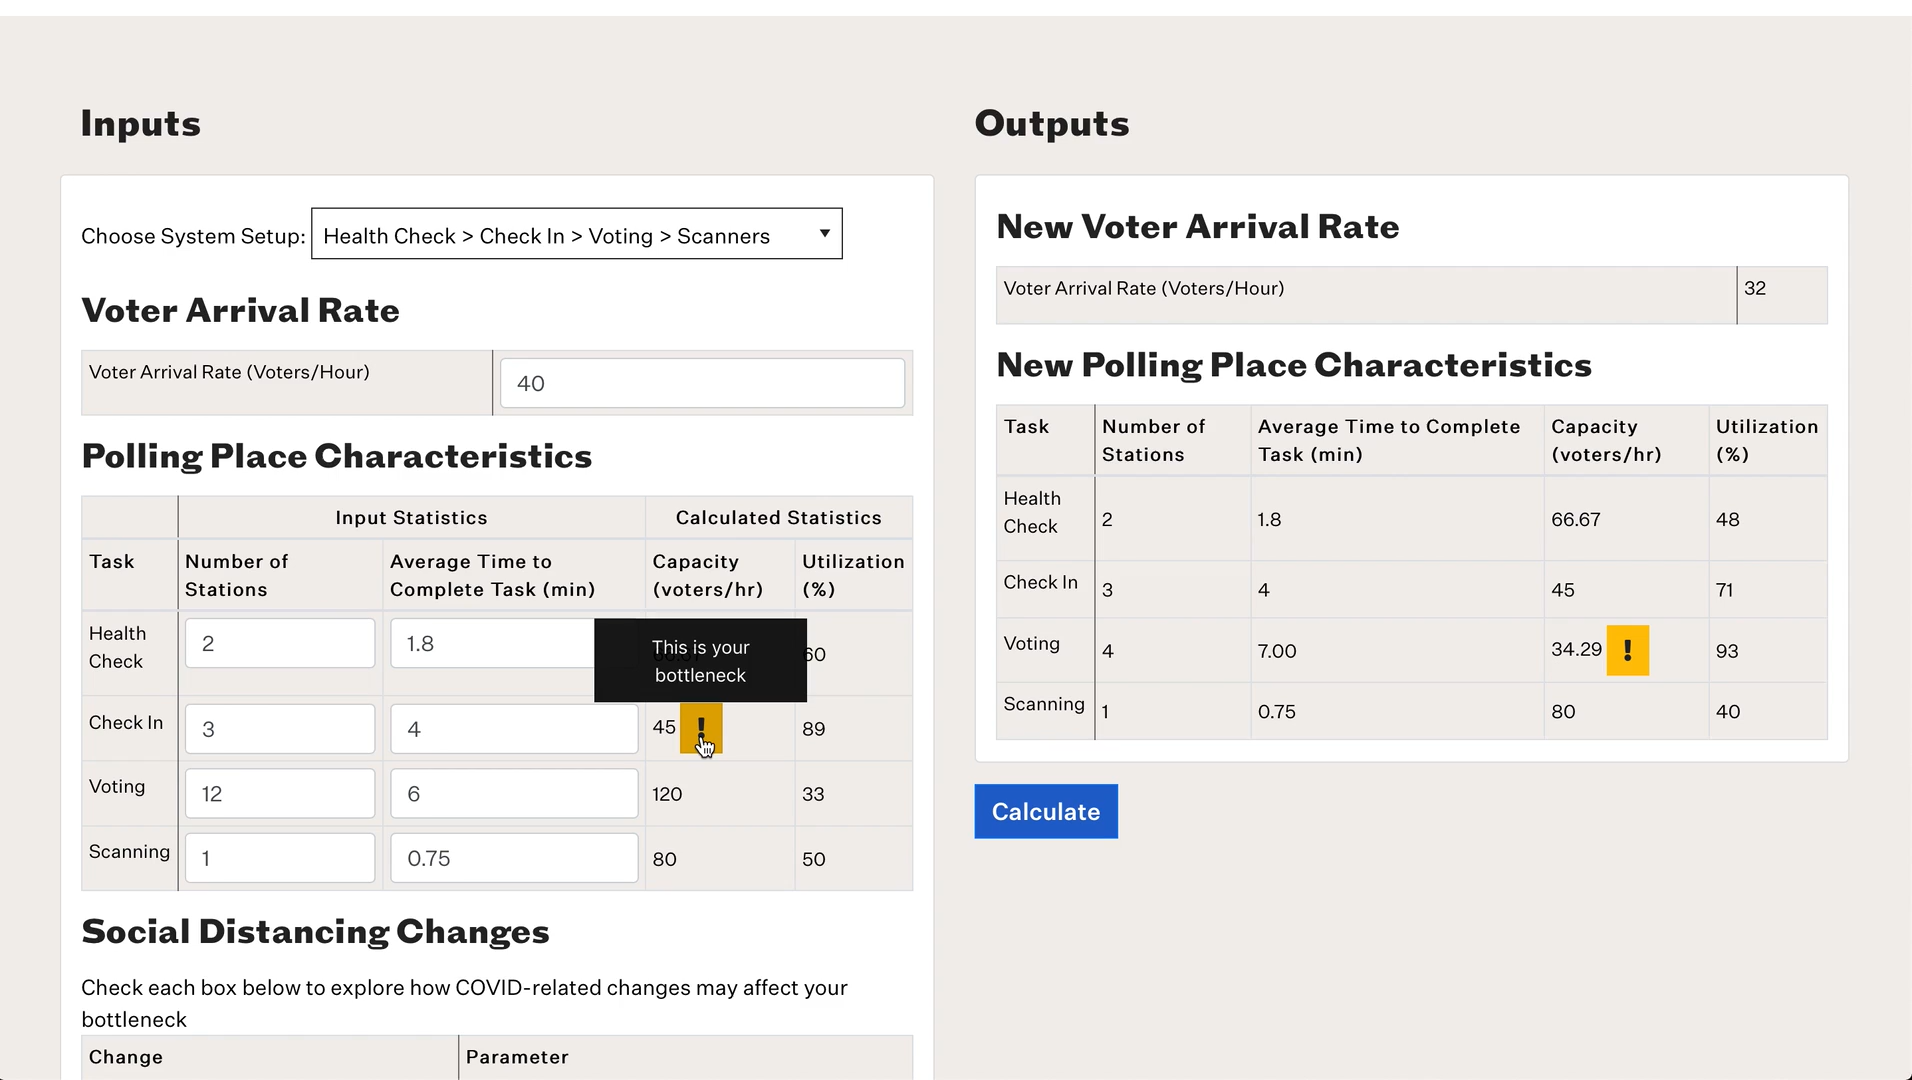 Inputs
Choose System Setup: Health Check > Check In > Voting > Scanners
Voter Arrival Rate
Voter Arrival Rate (Voters/Hour) 40
Polling Place Characteristics
Input Statistics Calculated Statistics
Task Number of Stations Average Time to Complete Task (min) Capacity (voters/hr) Utilization (%)
Health Check 2 1.8 60
This is your
bottleneck
Check In 3 4 45 ! 89
Voting 12 6 120 33
Scanning 1 0.75 80 50
Social Distancing Changes
Check each box below to explore how COVID-related changes may affect your
bottleneck
Change Parameter
Outputs
New Voter Arrival Rate
Voter Arrival Rate (Voters/Hour) 32
New Polling Place Characteristics
Task Number of Stations Average Time to Complete Task (min) Capacity (voters/hr) Utilization (%)
Health Check 2 1.8 66.67 48
Check In 3 4 45 71
Voting 4 7.00 34.29 ! 93
Scanning 1 0.75 80 40
Calculate